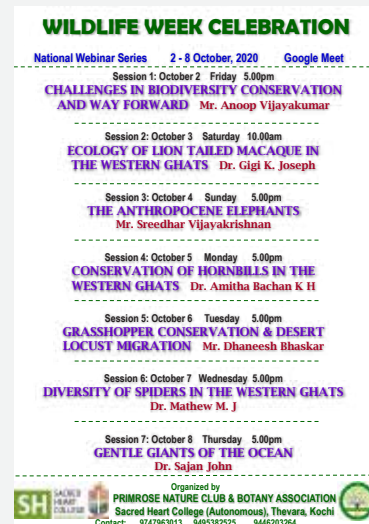 WILDLIFE WEEK CELEBRATION
National Webinar Series 2 - 8 October, 2020 Google Meet
Session 1: October 2 Friday 5.00pm
CHALLENGES IN BIODIVERSITY CONSERVATION
AND WAY FORWARD Mr. Anoop Vijayakumar
Session 2: October 3 Saturday 10.00am
ECOLOGY OF LION TAILED MACAQUE IN
THE WESTERN GHATS Dr. Gigi K. Joseph
Session 3: October 4 Sunday 5.00pm
THE ANTHROPOCENE ELEPHANTS
Mr. Sreedhar Vijayakrishnan
Session 4: October 5 Monday 5.00pm
CONSERVATION OF HORNBILLS IN THE
WESTERN GHATS Dr. Amitha Bachan K H
Session 5: October 6 Tuesday 5.00pm
GRASSHOPPER CONSERVATION & DESERT
LOCUST MIGRATION Mr. Dhaneesh Bhaskar
Session 6: October 7 Wednesday 5.00pm
DIVERSITY OF SPIDERS IN THE WESTERN GHATS
Dr. Mathew M. J
Session 7: October 8 Thursday 5.00pm
GENTLE GIANTS OF THE OCEAN
Dr. Sajan John
SH SACRED
HEART
COLLEGE
Organized by
PRIMROSE NATURE CLUB & BOTANY ASSOCIATION
Sacred Heart College (Autonomous), Thevara, Kochi
Contact: 9747963013 9495382525 9446203264